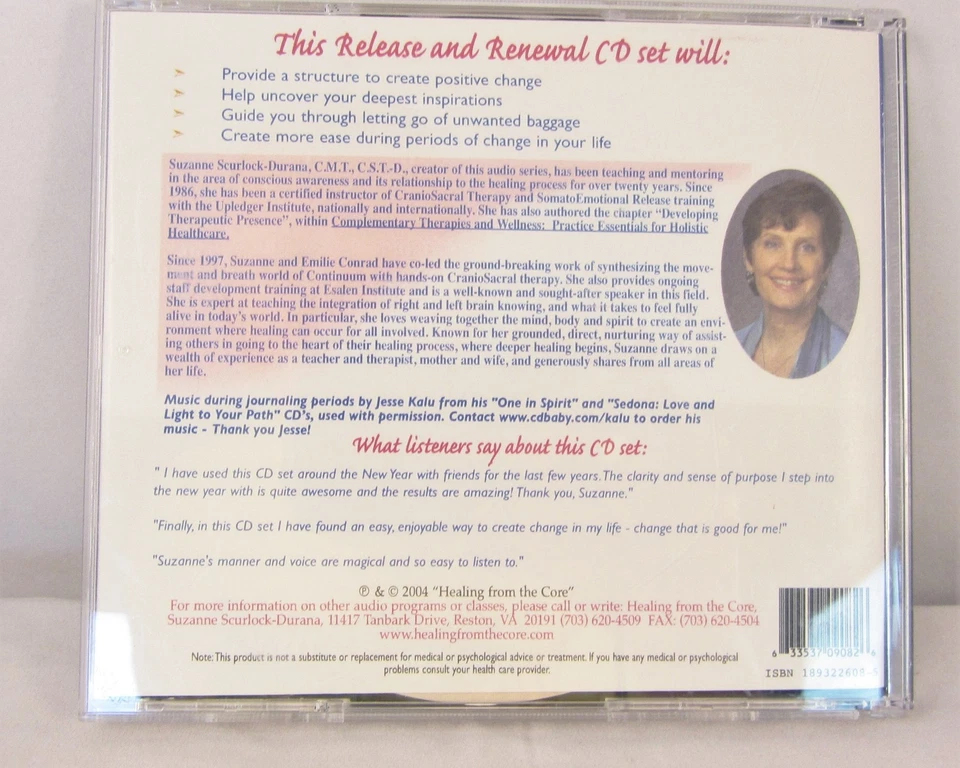 This Release and Renewal CD set will:
Provide a structure to create positive change
Help uncover your deepest inspirations
Guide you through letting go of unwanted baggage
Create more ease during periods of change in your life
Suzanne Scurlock-Durana, C.M.T., C.S.T.-D., creator of this audio series, has been teaching and mentoring
in the area of conscious awareness and its relationship to the healing process for over twenty years. Since
1986, she has been a certified instructor of CranioSacral Therapy and SomatoEmotional Release training
with the Upledger Institute, nationally and internationally. She has also authored the chapter "Developing
Therapeutic Presence", within Complementary Therapies and Wellness: Practice Essentials for Holistic
Healthcare.
Since 1997, Suzanne and Emilie Conrad have co-led the ground-breaking work of synthesizing the move-
ment and breath world of Continuum with hands-on CranioSacral therapy. She also provides ongoing
staff development training at Esalen Institute and is a well-known and sought-after speaker in this field.
She is expert at teaching the integration of right and left brain knowing, and what it takes to feel fully
alive in today's world. In particular, she loves weaving together the mind, body and spirit to create an envi-
ronment where healing can occur for all involved. Known for her grounded, direct, nurturing way of assist-
ing others in going to the heart of their healing process, where deeper healing begins, Suzanne draws on a
wealth of experience as a teacher and therapist, mother and wife, and generously shares from all areas of
her life.
Music during journaling periods by Jesse Kalu from his "One in Spirit" and "Sedona: Love and
Light to Your Path" CD's, used with permission. Contact www.cdbaby.com/kalu to order his
music - Thank you Jesse!
What listeners say about this CD set:
" I have used this CD set around the New Year with friends for the last few years. The clarity and sense of purpose I step into
the new year with is quite awesome and the results are amazing! Thank you, Suzanne."
"Finally, in this CD set I have found an easy, enjoyable way to create change in my life - change that is good for me!"
"Suzanne's manner and voice are magical and so easy to listen to."
℗ & © 2004 "Healing from the Core"
For more information on other audio programs or classes, please call or write: Healing from the Core,
Suzanne Scurlock-Durana, 11417 Tanbark Drive, Reston, VA 20191 (703) 620-4509 FAX: (703) 620-4504
www.healingfromthecore.com
Note: This product is not a substitute or replacement for medical or psychological advice or treatment. If you have any medical or psychological
problems consult your health care provider.
6 33537 09082
ISBN 189322608-5